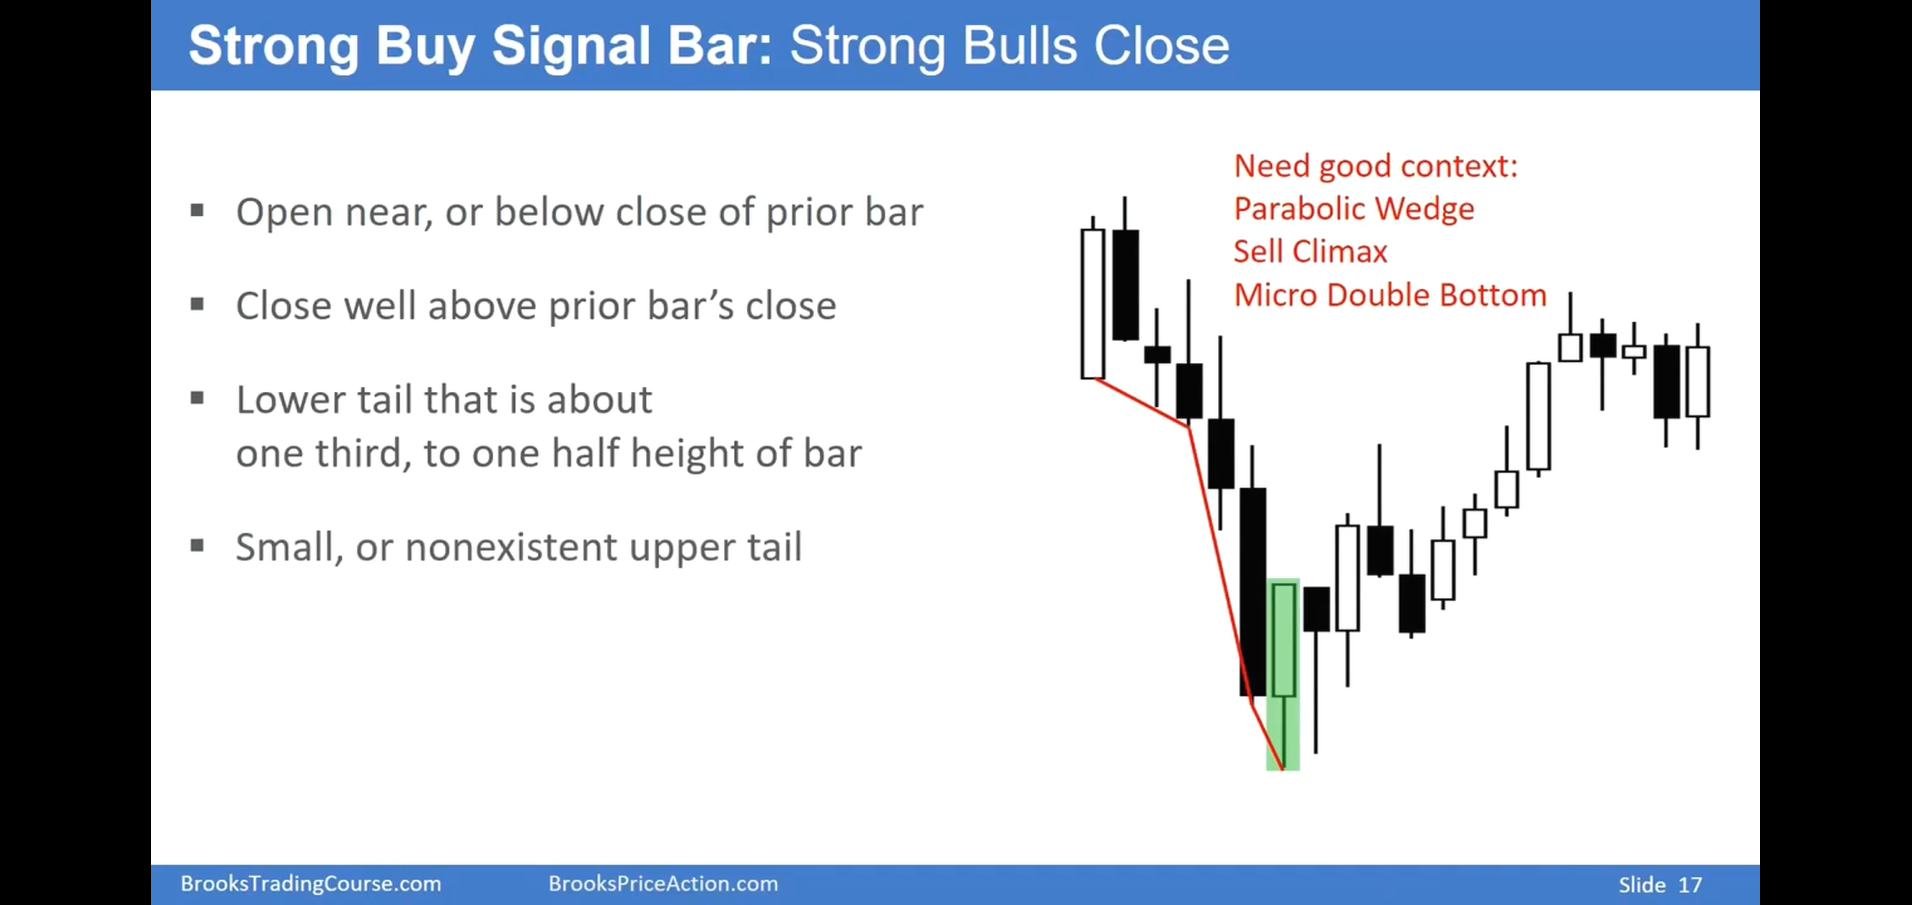 Strong Buy Signal Bar: Strong Bulls Close
▪ Open near, or below close of prior bar
▪ Close well above prior bar’s close
▪ Lower tail that is about
one third, to one half height of bar
▪ Small, or nonexistent upper tail
Need good context:
Parabolic Wedge
Sell Climax
Micro Double Bottom
BrooksTradingCourse.com
BrooksPriceAction.com
Slide 17